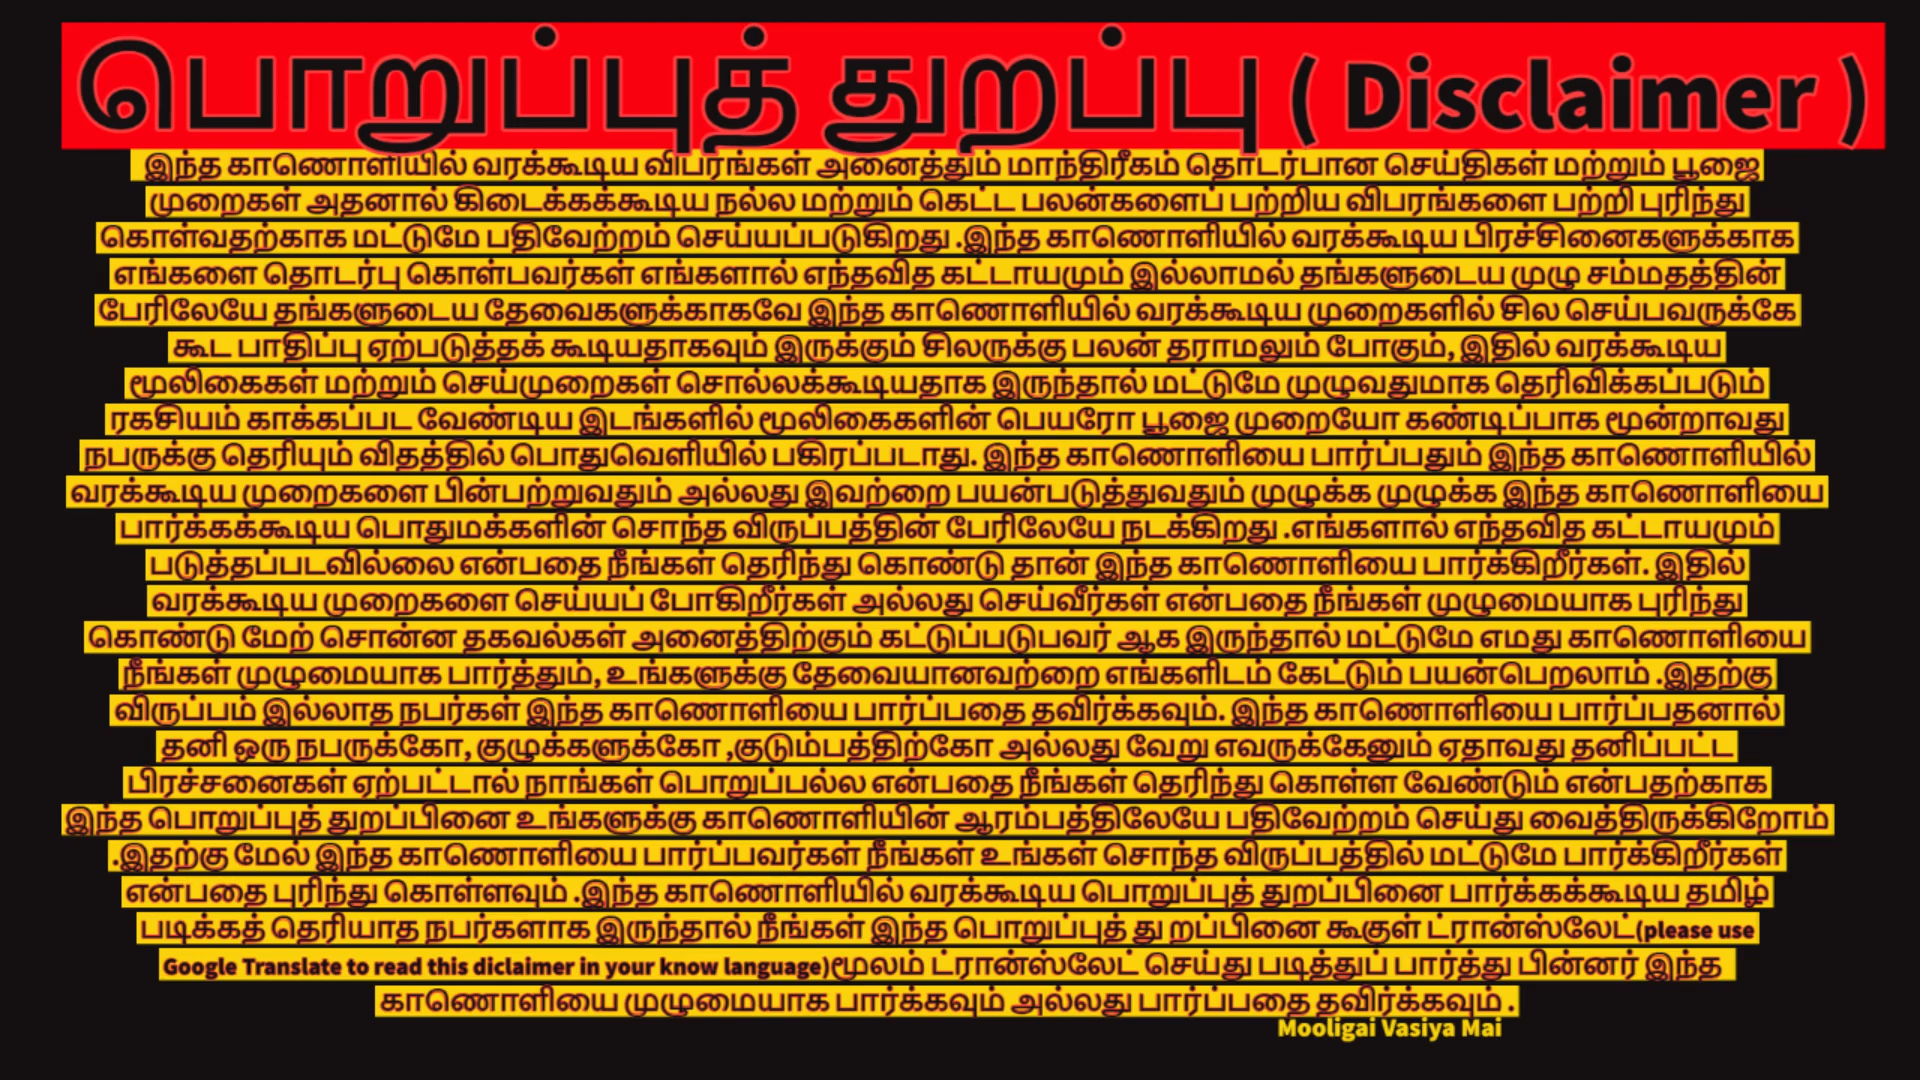 பொறுப்புத் துறப்பு ( Disclaimer )
இந்த காணொளியில் வரக்கூடிய விபரங்கள் அனைத்தும் மாந்திரீகம் தொடர்பான செய்திகள் மற்றும் பூஜை
முறைகள் அதனால் கிடைக்கக்கூடிய நல்ல மற்றும் கெட்ட பலன்களைப் பற்றிய விபரங்களை பற்றி புரிந்து
கொள்வதற்காக மட்டுமே பதிவேற்றம் செய்யப்படுகிறது .இந்த காணொளியில் வரக்கூடிய பிரச்சினைகளுக்காக
எங்களை தொடர்பு கொள்பவர்கள் எங்களால் எந்தவித கட்டாயமும் இல்லாமல் தங்களுடைய முழு சம்மதத்தின்
பேரிலேயே தங்களுடைய தேவைகளுக்காகவே இந்த காணொளியில் வரக்கூடிய முறைகளில் சில செய்பவருக்கே
கூட பாதிப்பு ஏற்படுத்தக் கூடியதாகவும் இருக்கும் சிலருக்கு பலன் தராமலும் போகும், இதில் வரக்கூடிய
மூலிகைகள் மற்றும் செய்முறைகள் சொல்லக்கூடியதாக இருந்தால் மட்டுமே முழுவதுமாக தெரிவிக்கப்படும்
ரகசியம் காக்கப்பட வேண்டிய இடங்களில் மூலிகைகளின் பெயரோ பூஜை முறையோ கண்டிப்பாக மூன்றாவது
நபருக்கு தெரியும் விதத்தில் பொதுவெளியில் பகிரப்படாது. இந்த காணொளியை பார்ப்பதும் இந்த காணொளியில்
வரக்கூடிய முறைகளை பின்பற்றுவதும் அல்லது இவற்றை பயன்படுத்துவதும் முழுக்க முழுக்க இந்த காணொளியை
பார்க்கக்கூடிய பொதுமக்களின் சொந்த விருப்பத்தின் பேரிலேயே நடக்கிறது .எங்களால் எந்தவித கட்டாயமும்
படுத்தப்படவில்லை என்பதை நீங்கள் தெரிந்து கொண்டு தான் இந்த காணொளியை பார்க்கிறீர்கள். இதில்
வரக்கூடிய முறைகளை செய்யப் போகிறீர்கள் அல்லது செய்வீர்கள் என்பதை நீங்கள் முழுமையாக புரிந்து
கொண்டு மேற் சொன்ன தகவல்கள் அனைத்திற்கும் கட்டுப்படுபவர் ஆக இருந்தால் மட்டுமே எமது காணொளியை
நீங்கள் முழுமையாக பார்த்தும், உங்களுக்கு தேவையானவற்றை எங்களிடம் கேட்டும் பயன்பெறலாம் .இதற்கு
விருப்பம் இல்லாத நபர்கள் இந்த காணொளியை பார்ப்பதை தவிர்க்கவும். இந்த காணொளியை பார்ப்பதனால்
தனி ஒரு நபருக்கோ, குழுக்களுக்கோ ,குடும்பத்திற்கோ அல்லது வேறு எவருக்கேனும் ஏதாவது தனிப்பட்ட
பிரச்சனைகள் ஏற்பட்டால் நாங்கள் பொறுப்பல்ல என்பதை நீங்கள் தெரிந்து கொள்ள வேண்டும் என்பதற்காக
இந்த பொறுப்புத் துறப்பினை உங்களுக்கு காணொளியின் ஆரம்பத்திலேயே பதிவேற்றம் செய்து வைத்திருக்கிறோம்
.இதற்கு மேல் இந்த காணொளியை பார்ப்பவர்கள் நீங்கள் உங்கள் சொந்த விருப்பத்தில் மட்டுமே பார்க்கிறீர்கள்
என்பதை புரிந்து கொள்ளவும் .இந்த காணொளியில் வரக்கூடிய பொறுப்புத் துறப்பினை பார்க்கக்கூடிய தமிழ்
படிக்கத் தெரியாத நபர்களாக இருந்தால் நீங்கள் இந்த பொறுப்புத் து றப்பினை கூகுள் ட்ரான்ஸ்லேட்(please use
Google Translate to read this diclaimer in your know language)மூலம் ட்ரான்ஸ்லேட் செய்து படித்துப் பார்த்து பின்னர் இந்த
காணொளியை முழுமையாக பார்க்கவும் அல்லது பார்ப்பதை தவிர்க்கவும் .
Mooligai Vasiya Mai